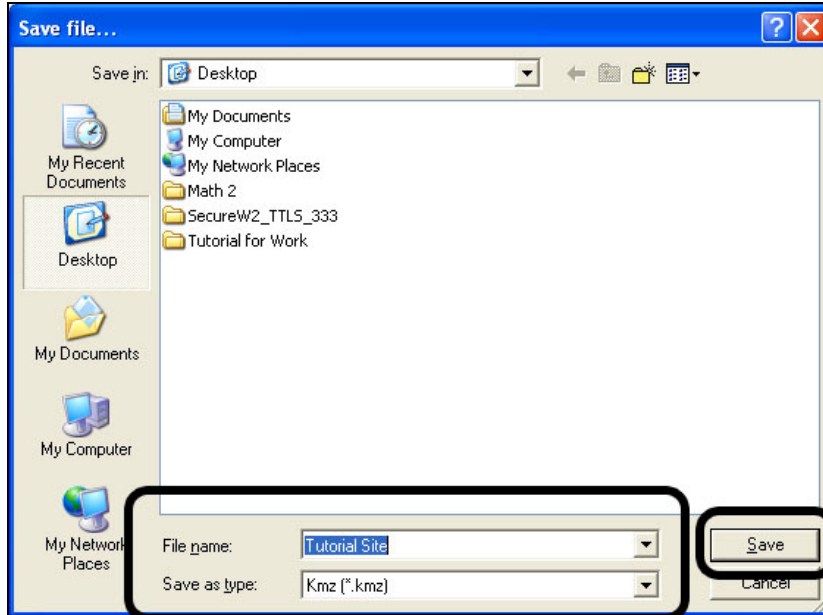 Save file...
Save in: Desktop
My Documents
My Computer
My Network Places
Math 2
SecureW2_TTLS_333
Tutorial for Work
My Recent
Documents
Desktop
My Documents
My Computer
My Network
Places
File name: Tutorial Site
Save as type: Kmz (*.kmz)
Save
Cancel